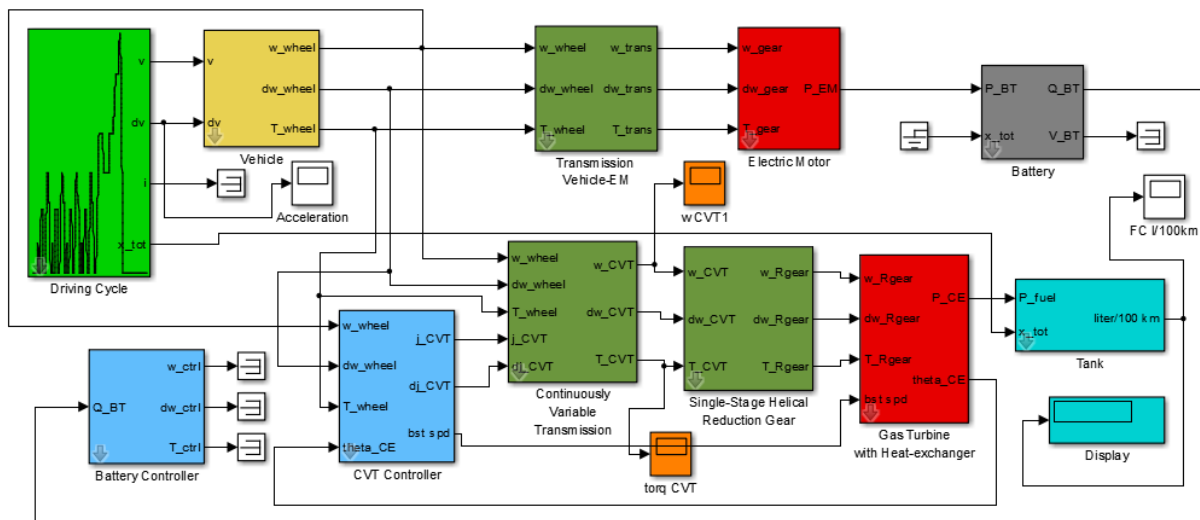 v
dv
i
x_tot
Driving Cycle
v
dv
w_wheel
dw_wheel
T_wheel
Vehicle
Acceleration
w_wheel
dw_wheel
T_wheel
w_trans
dw_trans
T_trans
Transmission
Vehicle-EM
w_gear
dw_gear
T_gear
P_EM
Electric Motor
P_BT
x_tot
Q_BT
V_BT
Battery
FC l/100km
w CVT1
w_wheel
dw_wheel
T_wheel
j_CVT
dj_CVT
w_CVT
dw_CVT
T_CVT
Continuously
Variable
Transmission
w_CVT
dw_CVT
T_CVT
w_Rgear
dw_Rgear
T_Rgear
Single-Stage Helical
Reduction Gear
w_Rgear
dw_Rgear
T_Rgear
bst spd
P_CE
theta_CE
Gas Turbine
with Heat-exchanger
P_fuel
x_tot
liter/100 km
Tank
Display
Q_BT
w_ctrl
dw_ctrl
T_ctrl
Battery Controller
w_wheel
dw_wheel
T_wheel
theta_CE
j_CVT
dj_CVT
bst spd
CVT Controller
torq CVT